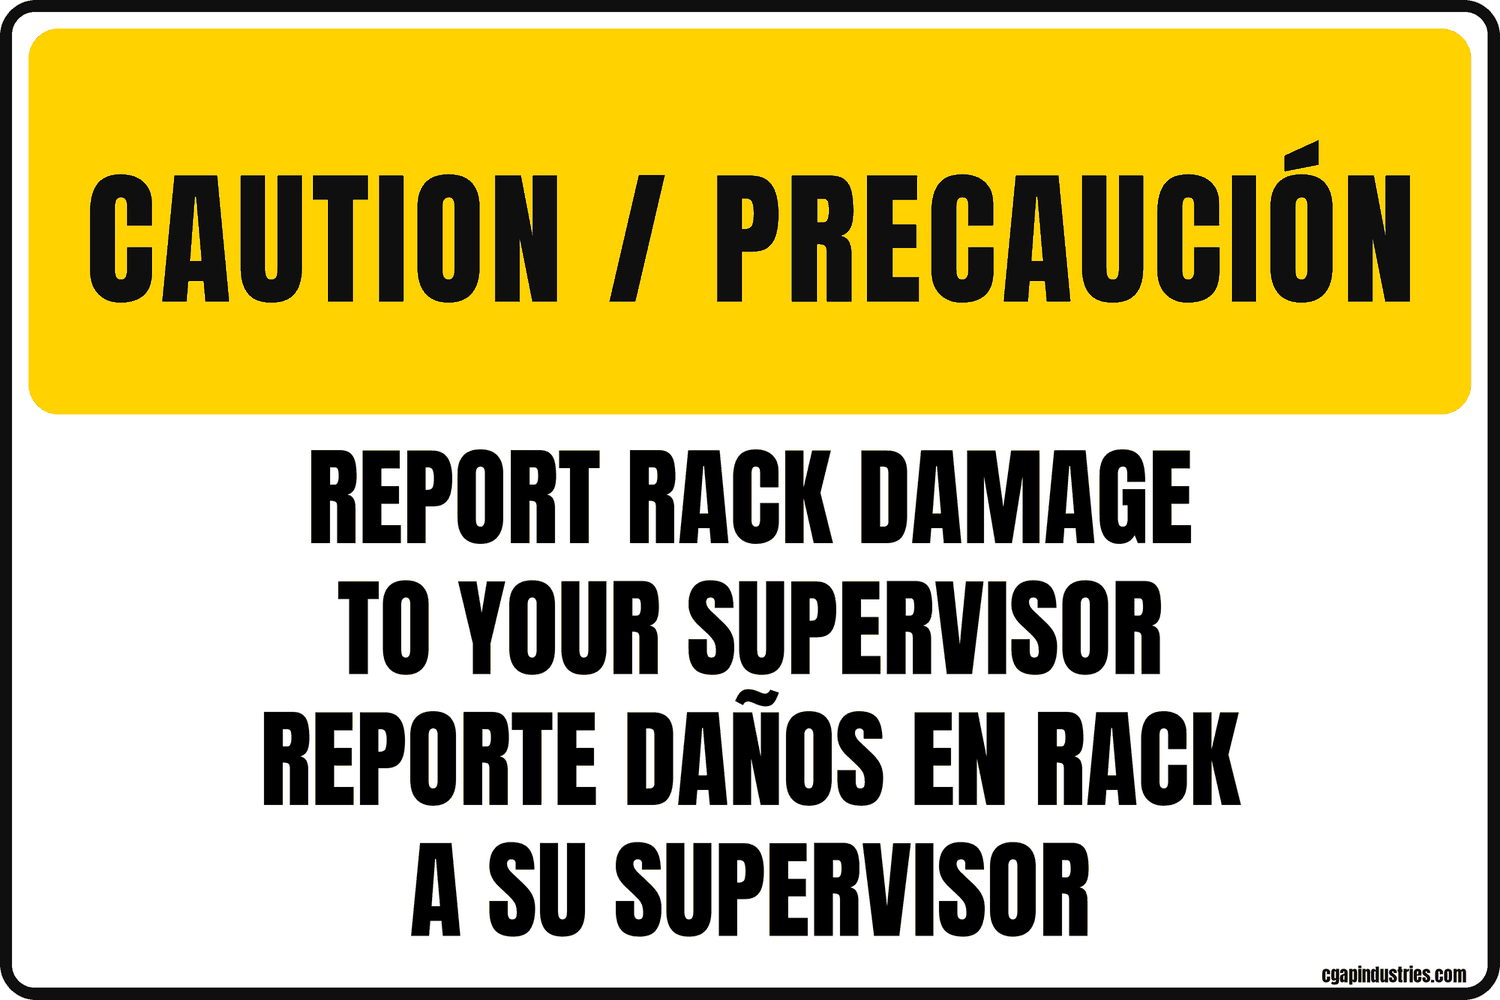 CAUTION / PRECAUCIÓN
REPORT RACK DAMAGE
TO YOUR SUPERVISOR
REPORTE DAÑOS EN RACK
A SU SUPERVISOR
cgapindustries.com